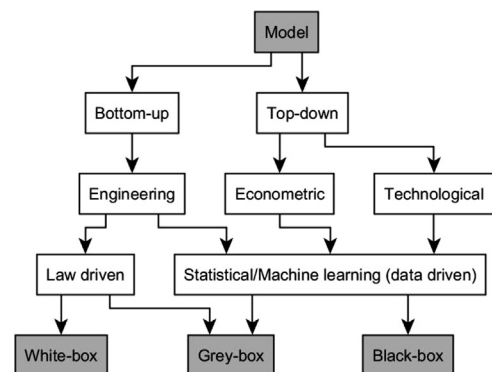 Model
Bottom-up
Top-down
Engineering
Econometric
Technological
Law driven
Statistical/Machine learning (data driven)
White-box
Grey-box
Black-box